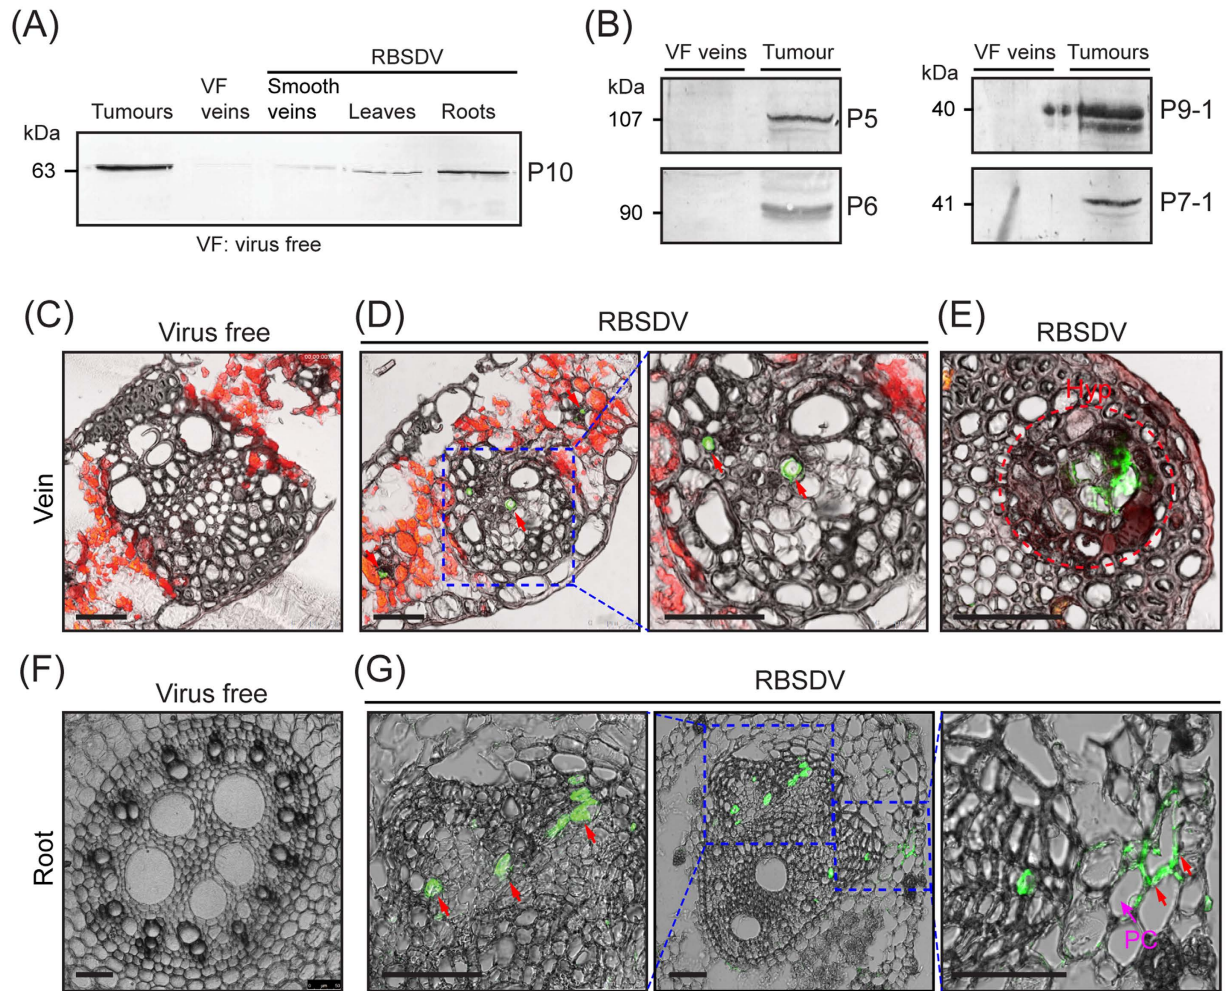 (A)
RBSDV
VF
veins
Smooth
veins
Tumours
Leaves
Roots
kDa
63
P10
VF: virus free
(B)
VF veins
Tumour
kDa
107
P5
90
P6
VF veins
Tumours
kDa
40
P9-1
41
P7-1
(C)
Virus free
(D)
RBSDV
(E)
RBSDV
Vein
Hyp
(F)
Virus free
(G)
RBSDV
Root
PC